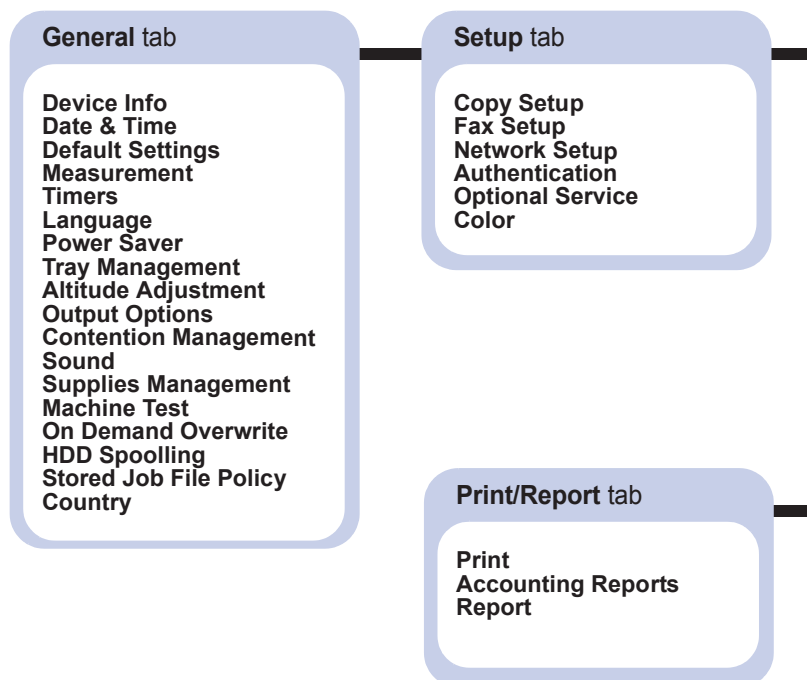 General tab
Device Info
Date & Time
Default Settings
Measurement
Timers
Language
Power Saver
Tray Management
Altitude Adjustment
Output Options
Contention Management
Sound
Supplies Management
Machine Test
On Demand Overwrite
HDD Spoolling
Stored Job File Policy
Country
Setup tab
Copy Setup
Fax Setup
Network Setup
Authentication
Optional Service
Color
Print/Report tab
Print
Accounting Reports
Report